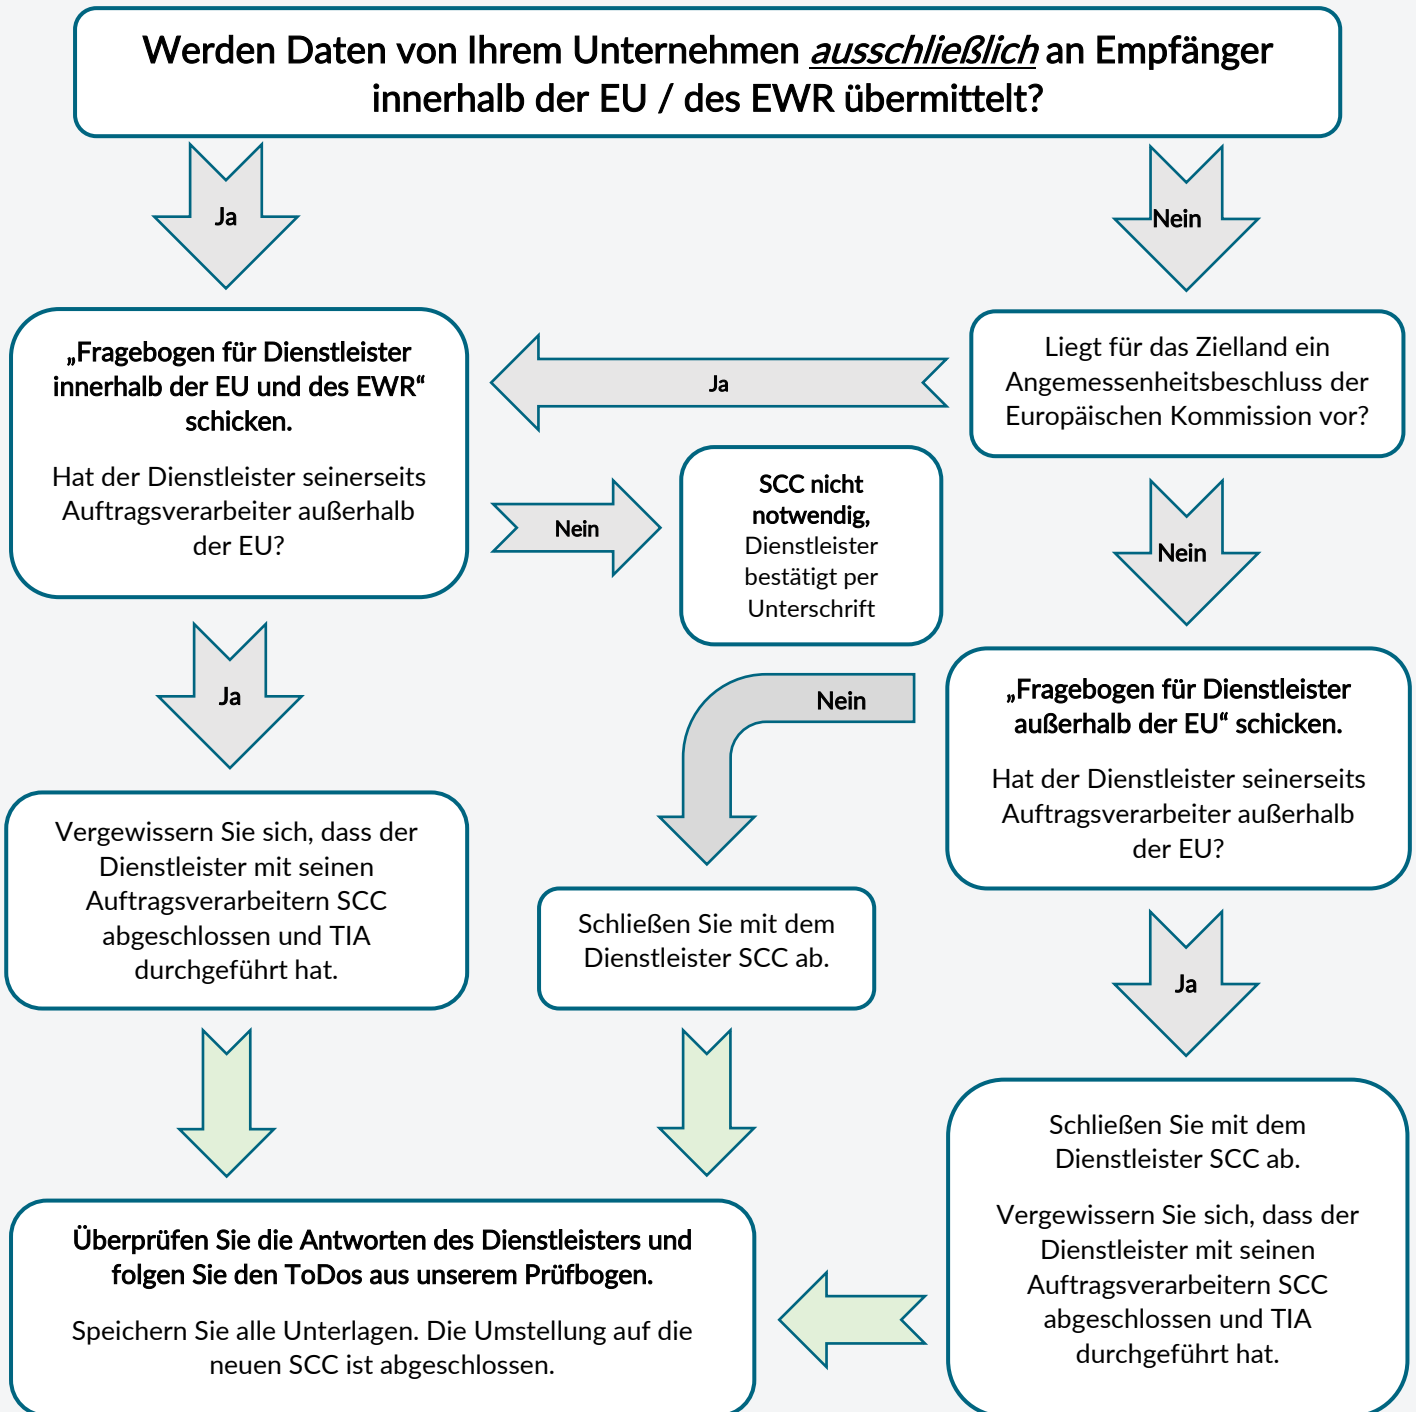 Werden Daten von Ihrem Unternehmen ausschließlich an Empfänger
innerhalb der EU / des EWR übermittelt?
Ja
Nein
„Fragebogen für Dienstleister
innerhalb der EU und des EWR“
schicken.
Hat der Dienstleister seinerseits
Auftragsverarbeiter außerhalb
der EU?
Ja
Liegt für das Zielland ein
Angemessenheitsbeschluss der
Europäischen Kommission vor?
Nein
SCC nicht
notwendig,
Dienstleister
bestätigt per
Unterschrift
Nein
Ja
Nein
„Fragebogen für Dienstleister
außerhalb der EU“ schicken.
Hat der Dienstleister seinerseits
Auftragsverarbeiter außerhalb
der EU?
Vergewissern Sie sich, dass der
Dienstleister mit seinen
Auftragsverarbeitern SCC
abgeschlossen und TIA
durchgeführt hat.
Schließen Sie mit dem
Dienstleister SCC ab.
Ja
Schließen Sie mit dem
Dienstleister SCC ab.
Vergewissern Sie sich, dass der
Dienstleister mit seinen
Auftragsverarbeitern SCC
abgeschlossen und TIA
durchgeführt hat.
Überprüfen Sie die Antworten des Dienstleisters und
folgen Sie den ToDos aus unserem Prüfbogen.
Speichern Sie alle Unterlagen. Die Umstellung auf die
neuen SCC ist abgeschlossen.